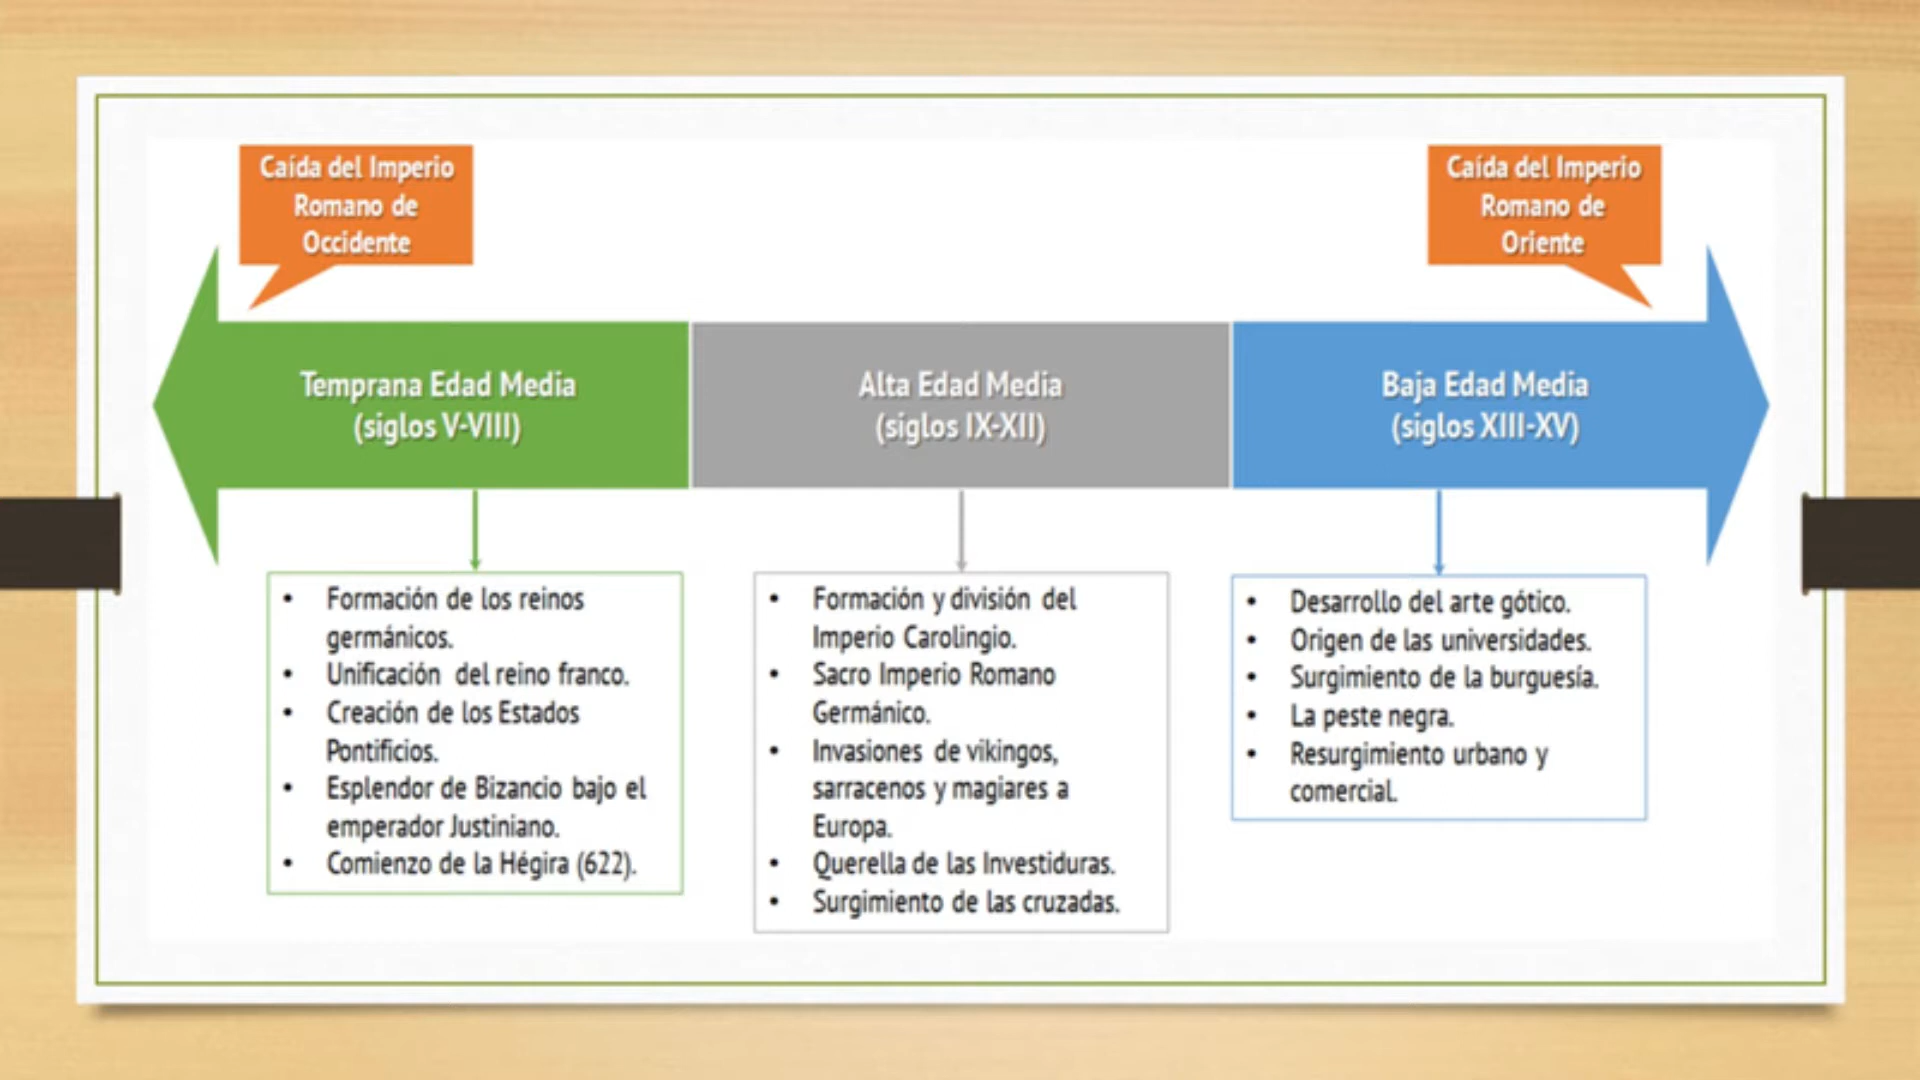 Caída del Imperio
Romano de
Occidente
Caída del Imperio
Romano de
Oriente
Temprana Edad Media
(siglos V-VIII)
Alta Edad Media
(siglos IX-XII)
Baja Edad Media
(siglos XIII-XV)
• Formación de los reinos
germánicos.
• Unificación del reino franco.
• Creación de los Estados
Pontificios.
• Esplendor de Bizancio bajo el
emperador Justiniano.
• Comienzo de la Hégira (622).
• Formación y división del
Imperio Carolingio.
• Sacro Imperio Romano
Germánico.
• Invasiones de vikingos,
sarracenos y magiares a
Europa.
• Querella de las Investiduras.
• Surgimiento de las cruzadas.
• Desarrollo del arte gótico.
• Origen de las universidades.
• Surgimiento de la burguesía.
• La peste negra.
• Resurgimiento urbano y
comercial.